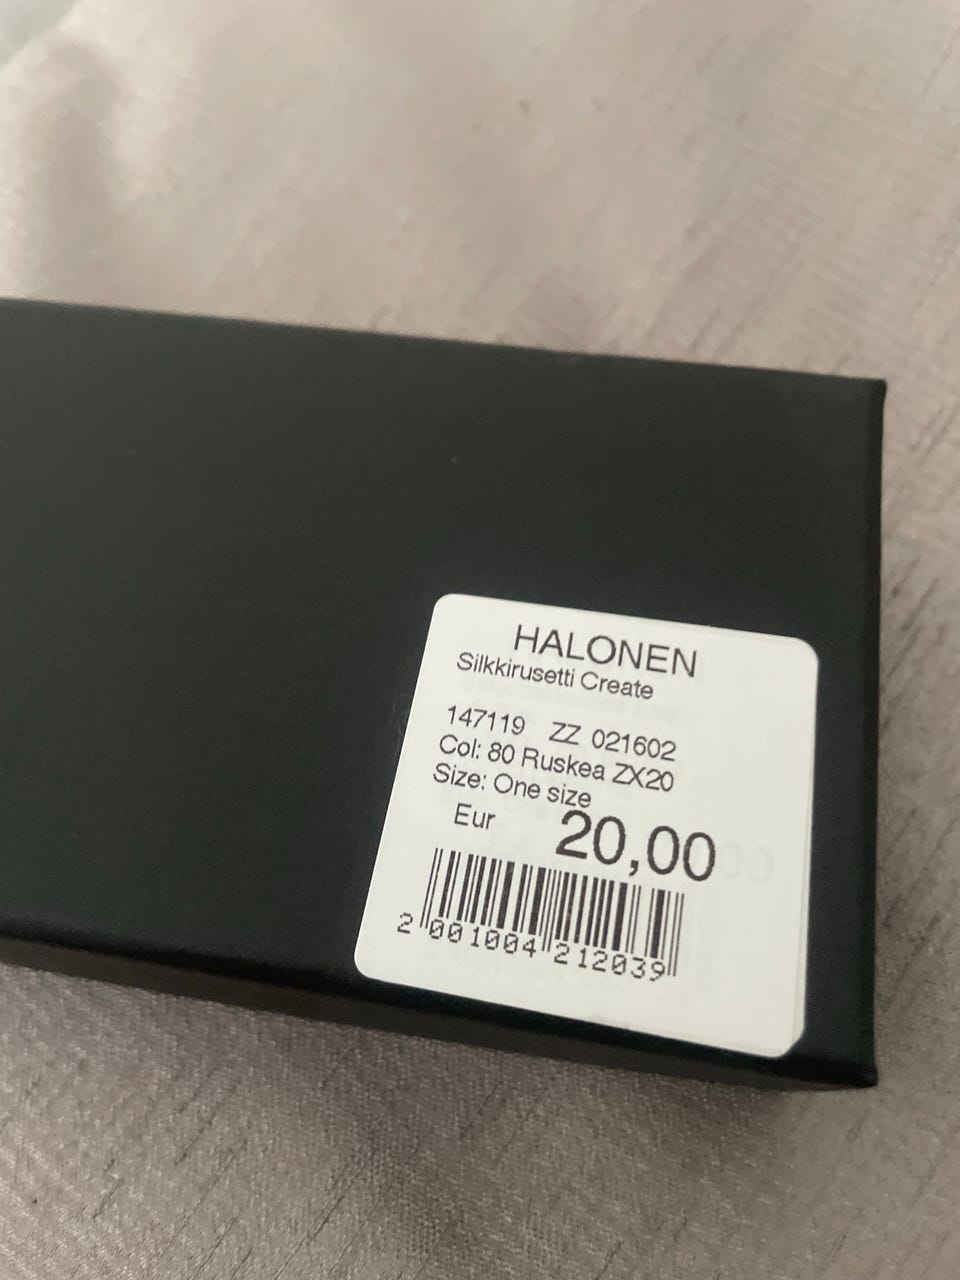 HALONEN
Silkkirusetti Create
147119 ZZ 021602
Col: 80 Ruskea ZX20
Size: One size
Eur 20,00
2 001004 212039